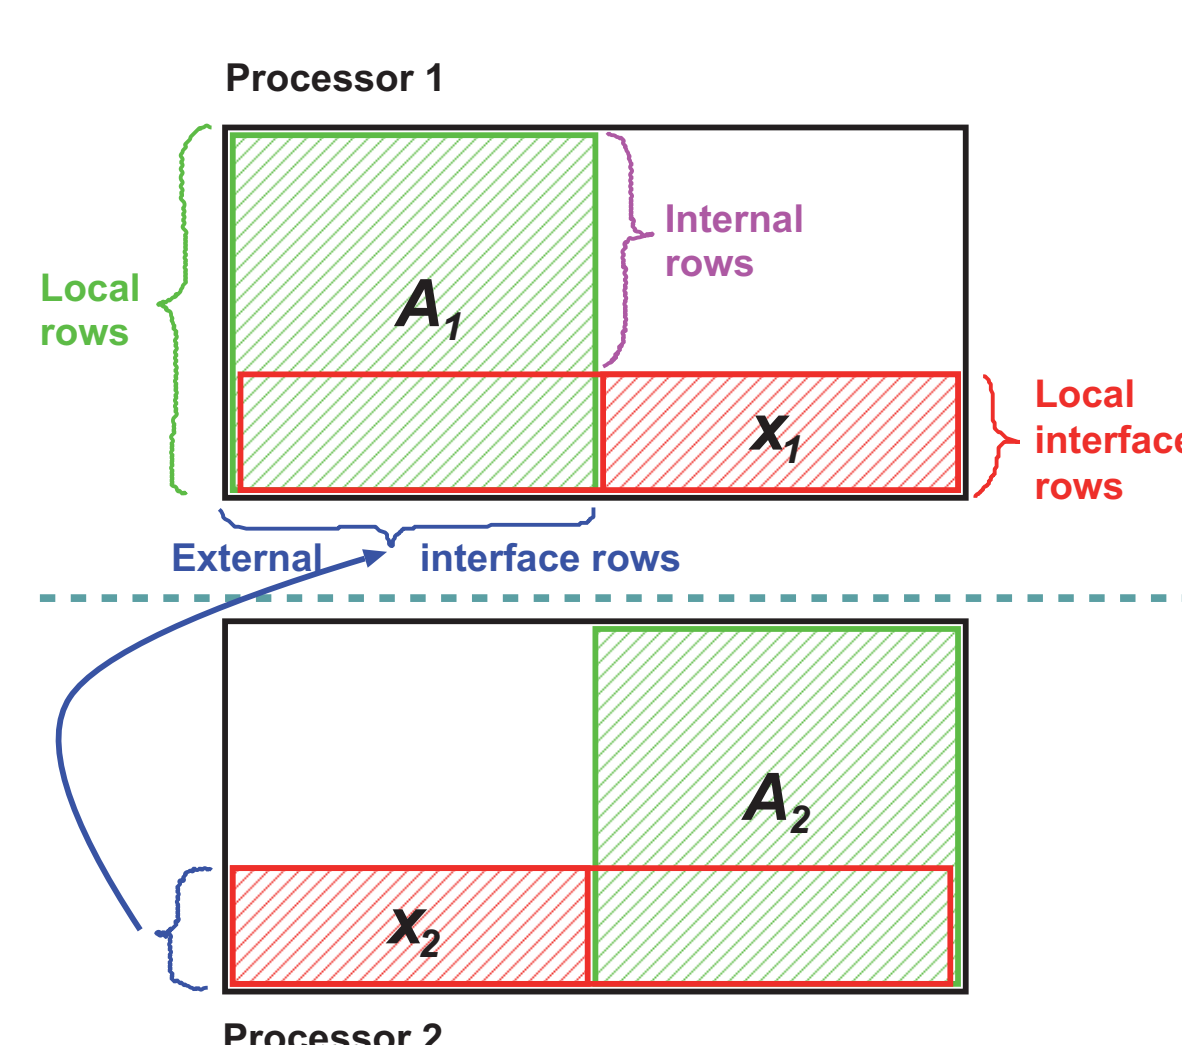 Processor 1
Internal
rows
Local
rows
A1
Local
interface
rows
X1
External interface rows
A2
X2
Processor 2